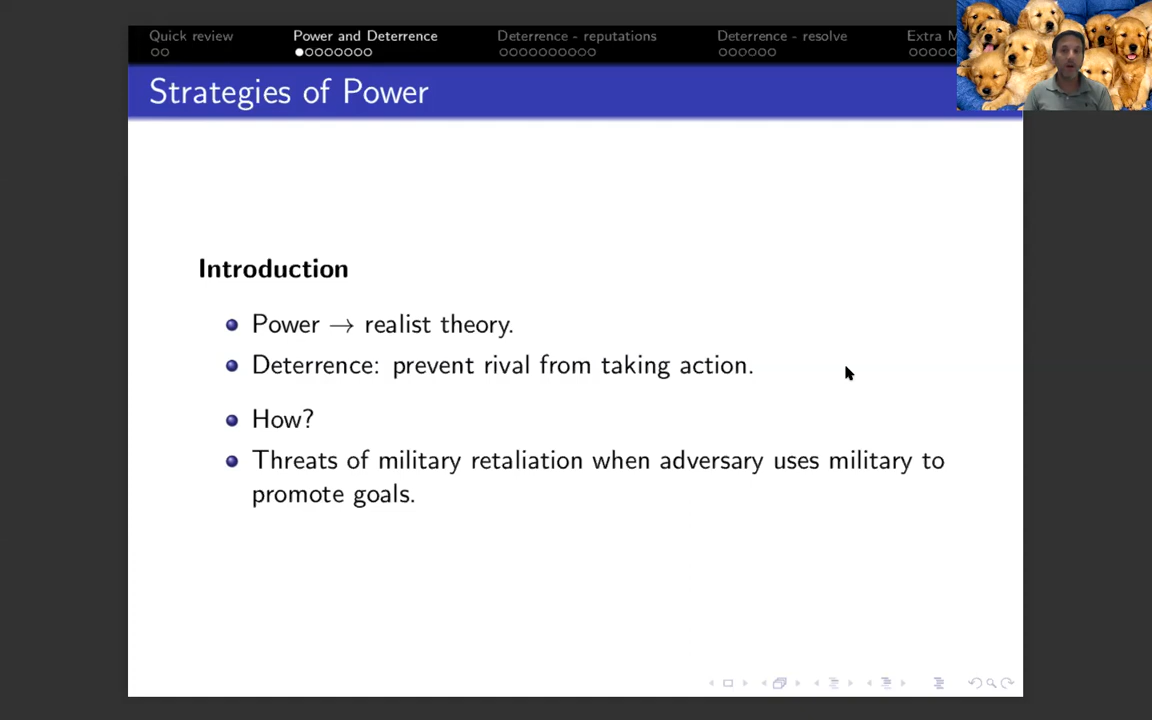 Quick review
Power and Deterrence
Deterrence - reputations
Deterrence - resolve
Extra
Strategies of Power
Introduction
Power → realist theory.
Deterrence: prevent rival from taking action.
How?
Threats of military retaliation when adversary uses military to
promote goals.